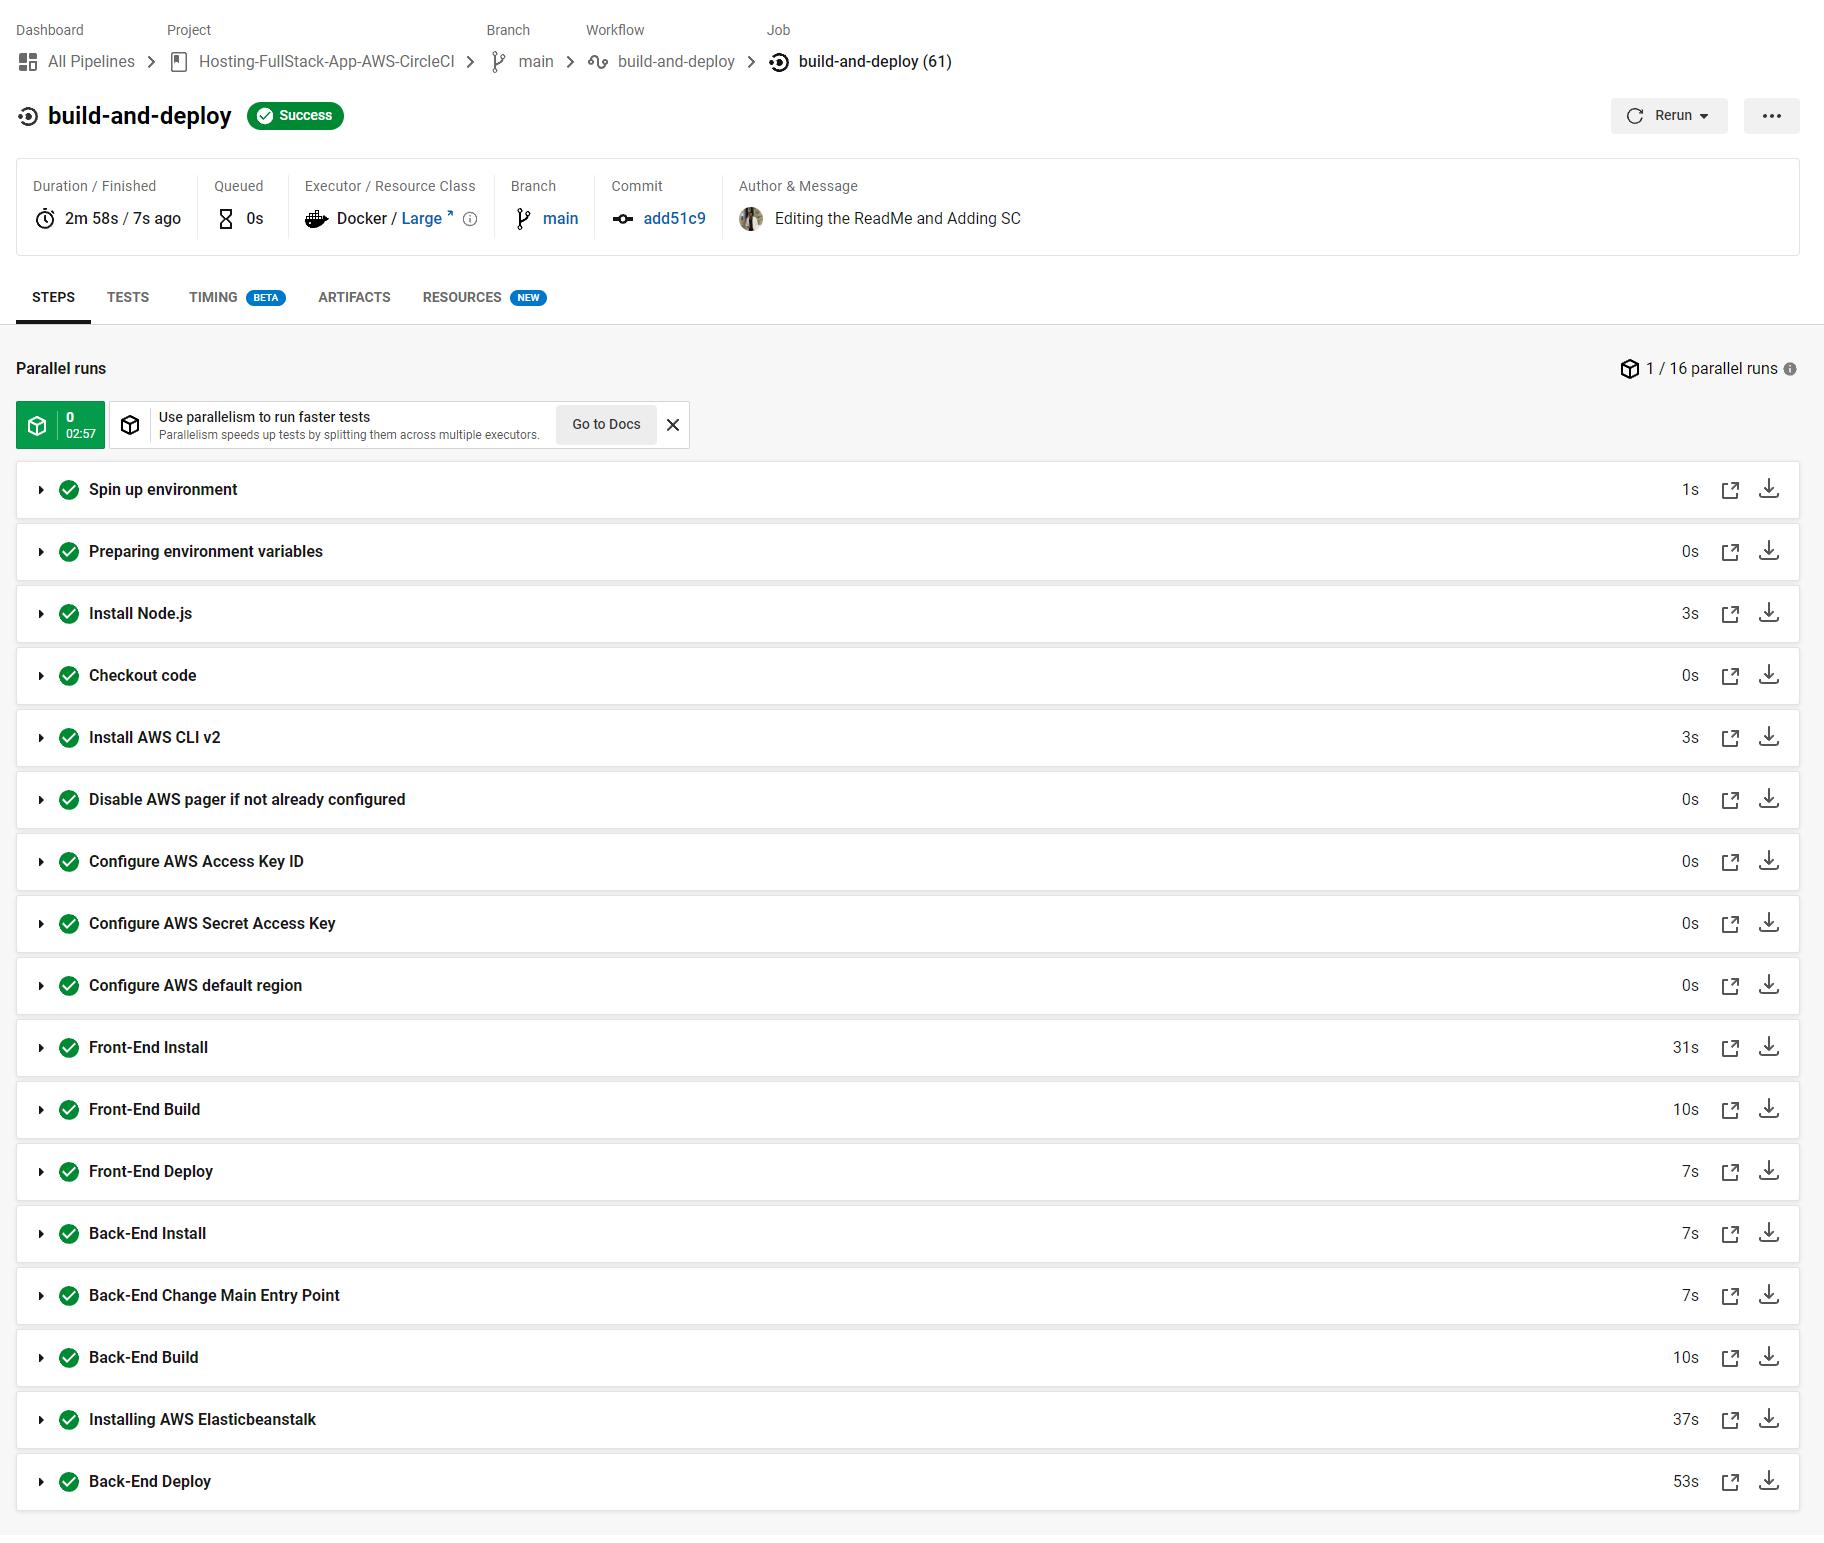 Dashboard Project Branch Workflow Job
All Pipelines Hosting-FullStack-App-AWS-CircleCI main build-and-deploy build-and-deploy (61)
build-and-deploy Success Rerun
Duration / Finished Queued Executor / Resource Class Branch Commit Author & Message
2m 58s / 7s ago 0s Docker / Large main add51c9 Editing the ReadMe and Adding SC
STEPS TESTS TIMING BETA ARTIFACTS RESOURCES NEW
Parallel runs 1 / 16 parallel runs
0 Use parallelism to run faster tests Go to Docs
02:57 Parallelism speeds up tests by splitting them across multiple executors.
Spin up environment 1s
Preparing environment variables 0s
Install Node.js 3s
Checkout code 0s
Install AWS CLI v2 3s
Disable AWS pager if not already configured 0s
Configure AWS Access Key ID 0s
Configure AWS Secret Access Key 0s
Configure AWS default region 0s
Front-End Install 31s
Front-End Build 10s
Front-End Deploy 7s
Back-End Install 7s
Back-End Change Main Entry Point 7s
Back-End Build 10s
Installing AWS Elasticbeanstalk 37s
Back-End Deploy 53s